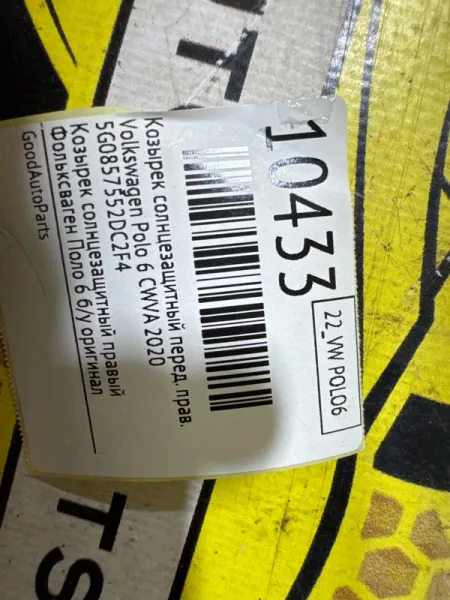 10433
22_VW POLO6
Козырек солнцезащитный перед. прав.
Volkswagen Polo 6 CWVA 2020
5G0857552DC2F4
Козырек солнцезащитный правый
Фольксваген Поло 6 б/у оригинал
GoodAutoParts